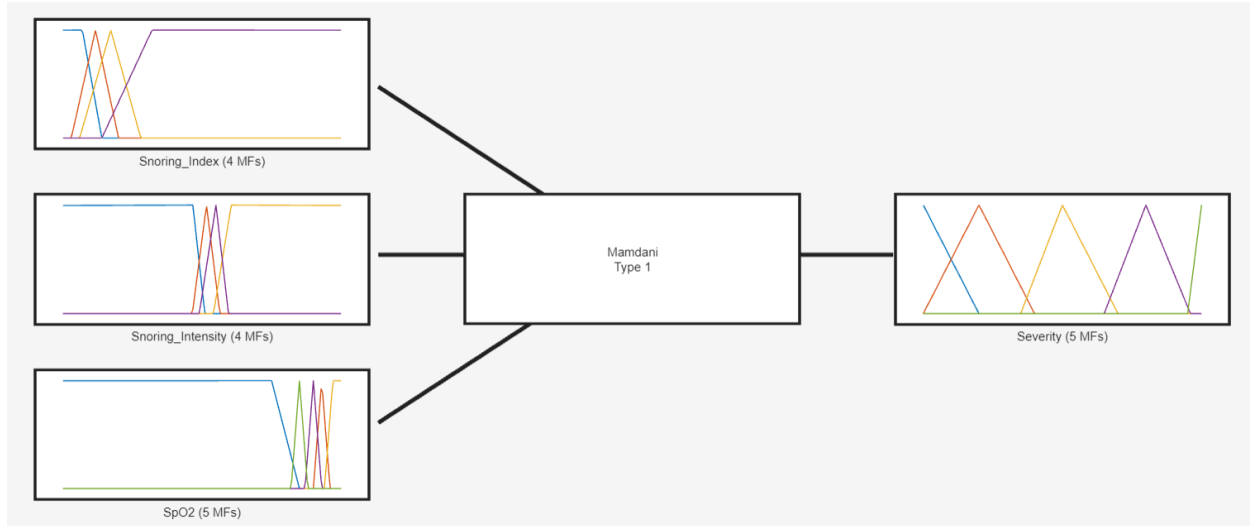 Snoring_Index (4 MFs)
Snoring_Intensity (4 MFs)
SpO2 (5 MFs)
Mamdani
Type 1
Severity (5 MFs)